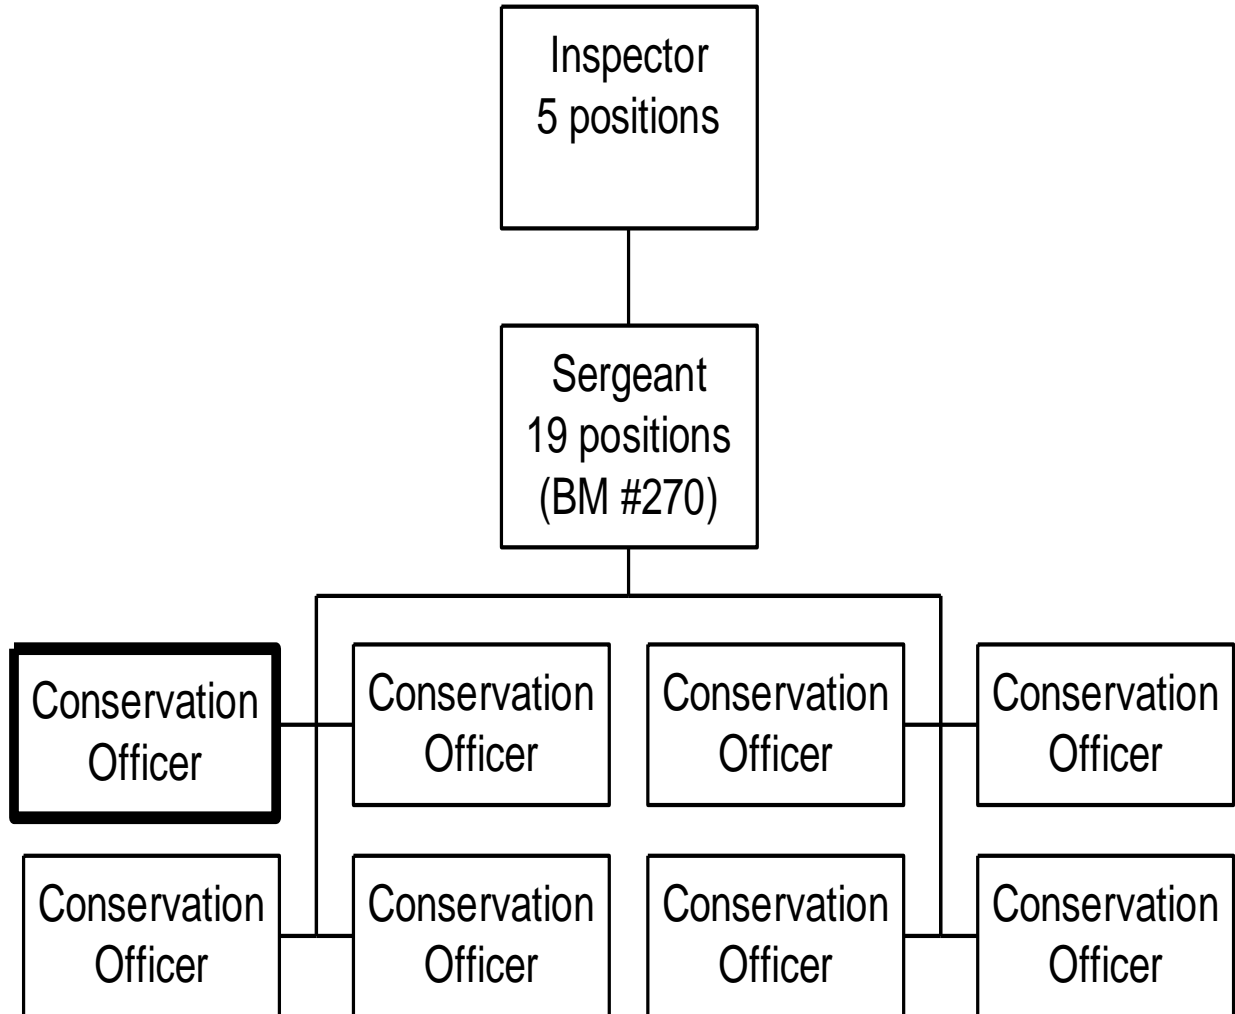 Inspector
5 positions
Sergeant
19 positions
(BM #270)
Conservation
Officer
Conservation
Officer
Conservation
Officer
Conservation
Officer
Conservation
Officer
Conservation
Officer
Conservation
Officer
Conservation
Officer